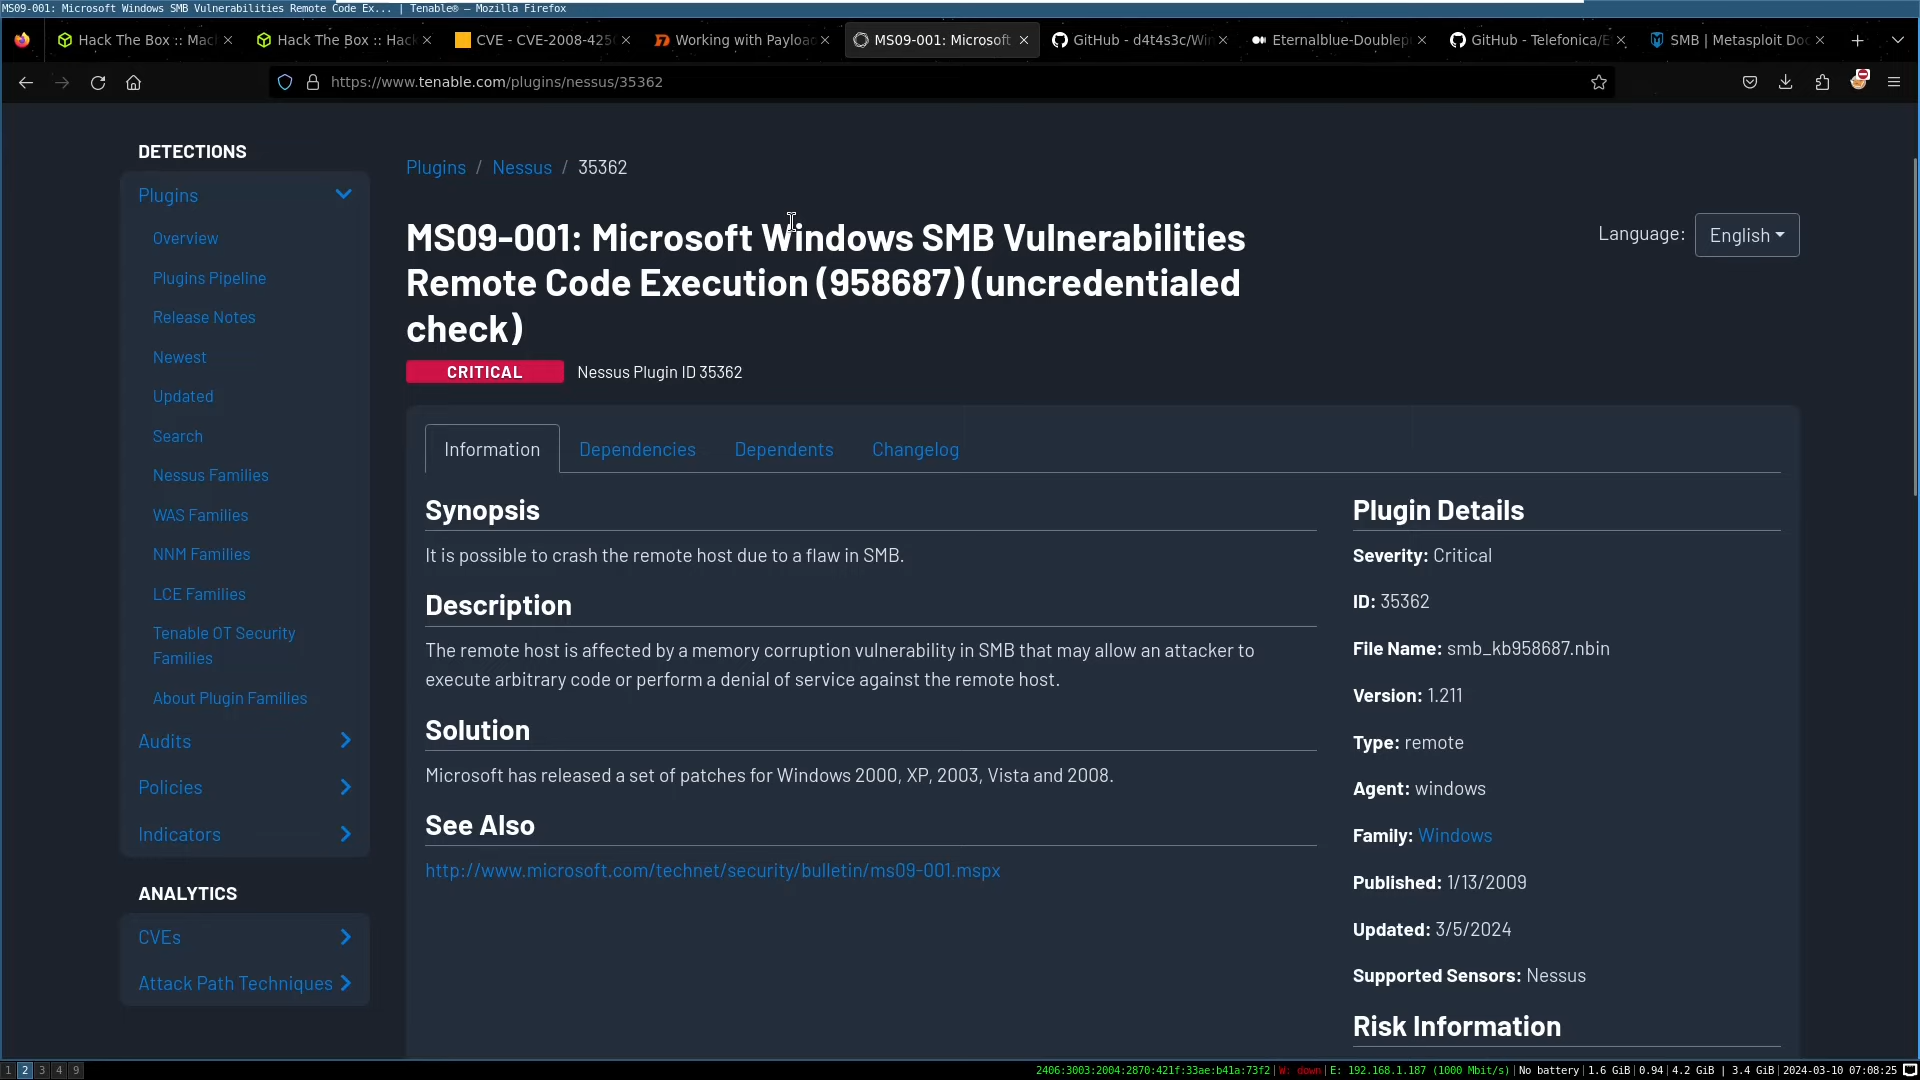 MS09-001: Microsoft Windows SMB Vulnerabilities Remote Code Ex... | Tenable® — Mozilla Firefox
Hack The Box :: Mac
Hack The Box :: Hack
CVE - CVE-2008-425
Working with Payloa
MS09-001: Microsoft
GitHub - d4t4s3c/Win
Eternalblue-Doublep
GitHub - Telefonica/E
SMB | Metasploit Doc
https://www.tenable.com/plugins/nessus/35362
DETECTIONS
Plugins
Overview
Plugins Pipeline
Release Notes
Newest
Updated
Search
Nessus Families
WAS Families
NNM Families
LCE Families
Tenable OT Security
Families
About Plugin Families
Audits
Policies
Indicators
ANALYTICS
CVEs
Attack Path Techniques
Plugins / Nessus / 35362
MS09-001: Microsoft Windows SMB Vulnerabilities
Remote Code Execution (958687) (uncredentialed
check)
Language: English
CRITICAL Nessus Plugin ID 35362
Information Dependencies Dependents Changelog
Synopsis
It is possible to crash the remote host due to a flaw in SMB.
Description
The remote host is affected by a memory corruption vulnerability in SMB that may allow an attacker to
execute arbitrary code or perform a denial of service against the remote host.
Solution
Microsoft has released a set of patches for Windows 2000, XP, 2003, Vista and 2008.
See Also
http://www.microsoft.com/technet/security/bulletin/ms09-001.mspx
Plugin Details
Severity: Critical
ID: 35362
File Name: smb_kb958687.nbin
Version: 1.211
Type: remote
Agent: windows
Family: Windows
Published: 1/13/2009
Updated: 3/5/2024
Supported Sensors: Nessus
Risk Information
1 2 3 4 9
2406:3003:2004:2870:421f:33ae:b41a:73f2 | W: down | E: 192.168.1.187 (1000 Mbit/s) | No battery | 1.6 GiB | 0.94 | 4.2 GiB | 3.4 GiB | 2024-03-10 07:08:25